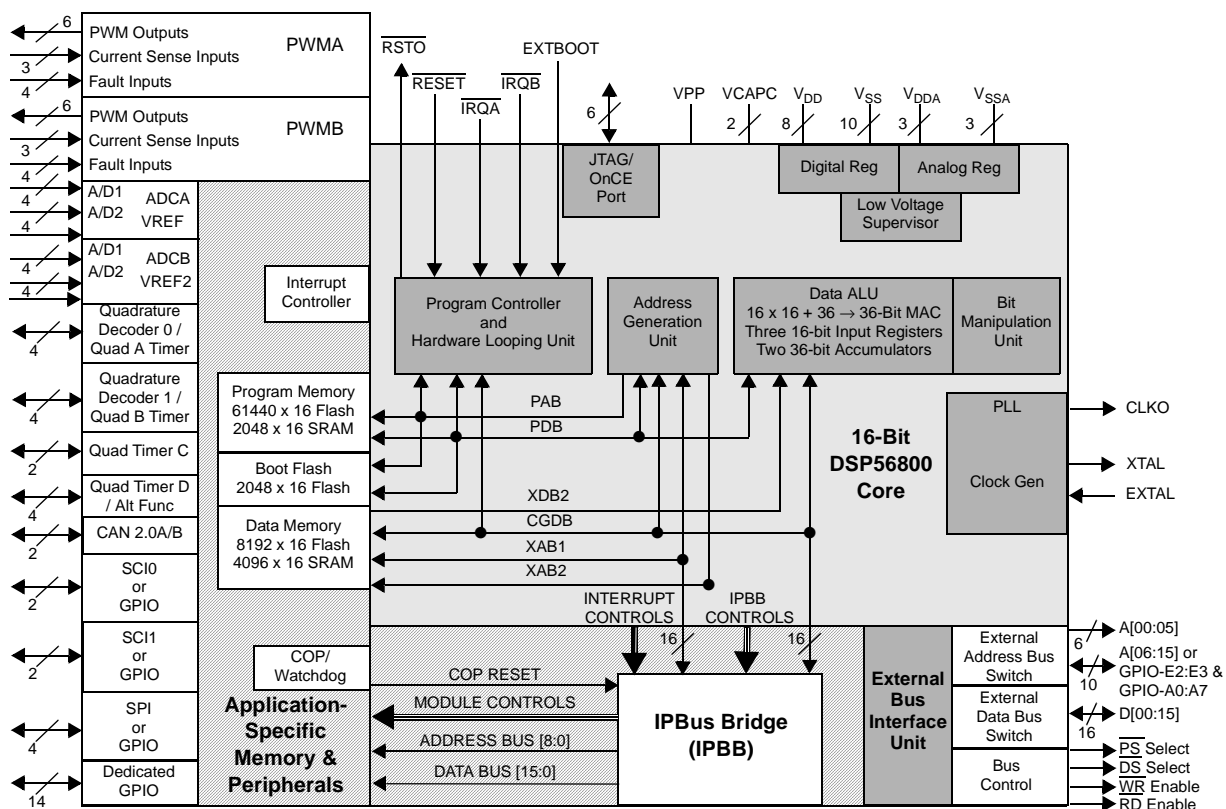 6
PWM Outputs
PWMA
Current Sense Inputs
3
Fault Inputs
4
6
PWM Outputs
PWMB
Current Sense Inputs
3
Fault Inputs
4
4
A/D1
ADCA
A/D2
4
VREF
4
A/D1
ADCB
4
A/D2
VREF2
4
Quadrature
Decoder 0 /
Quad A Timer
4
Quadrature
Decoder 1 /
Quad B Timer
4
Quad Timer C
2
Quad Timer D
/ Alt Func
4
CAN 2.0A/B
2
SCI0
or
GPIO
2
SCI1
or
GPIO
2
SPI
or
GPIO
4
Dedicated
GPIO
14
Interrupt
Controller
Program Memory
61440 x 16 Flash
2048 x 16 SRAM
Boot Flash
2048 x 16 Flash
Data Memory
8192 x 16 Flash
4096 x 16 SRAM
COP/
Watchdog
Application-
Specific
Memory &
Peripherals
RSTO
RESET
IRQA
IRQB
EXTBOOT
6
JTAG/
OnCE
Port
VPP
VCAPC
2
VDD
8
VSS
10
VDDA
3
VSSA
3
Digital Reg
Analog Reg
Low Voltage
Supervisor
Program Controller
and
Hardware Looping Unit
Address
Generation
Unit
Data ALU
16 x 16 + 36 → 36-Bit MAC
Three 16-bit Input Registers
Two 36-bit Accumulators
Bit
Manipulation
Unit
PAB
PDB
XDB2
CGDB
XAB1
XAB2
16-Bit
DSP56800
Core
PLL
Clock Gen
CLKO
XTAL
EXTAL
INTERRUPT
CONTROLS
16
IPBB
CONTROLS
16
COP RESET
MODULE CONTROLS
ADDRESS BUS [8:0]
DATA BUS [15:0]
IPBus Bridge
(IPBB)
External
Bus
Interface
Unit
External
Address Bus
Switch
External
Data Bus
Switch
Bus
Control
A[00:05]
6
A[06:15] or
GPIO-E2:E3 &
GPIO-A0:A7
10
D[00:15]
16
PS Select
DS Select
WR Enable
RD Enable